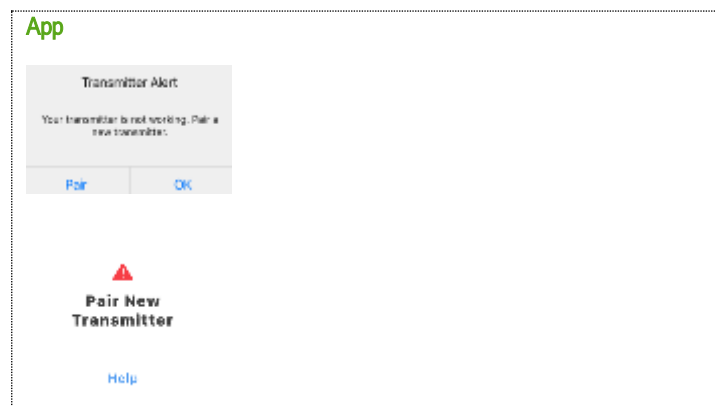 App
Transmitter Alert
Your transmitter is not working. Pair a
new transmitter.
Pair OK
Pair New
Transmitter
Help